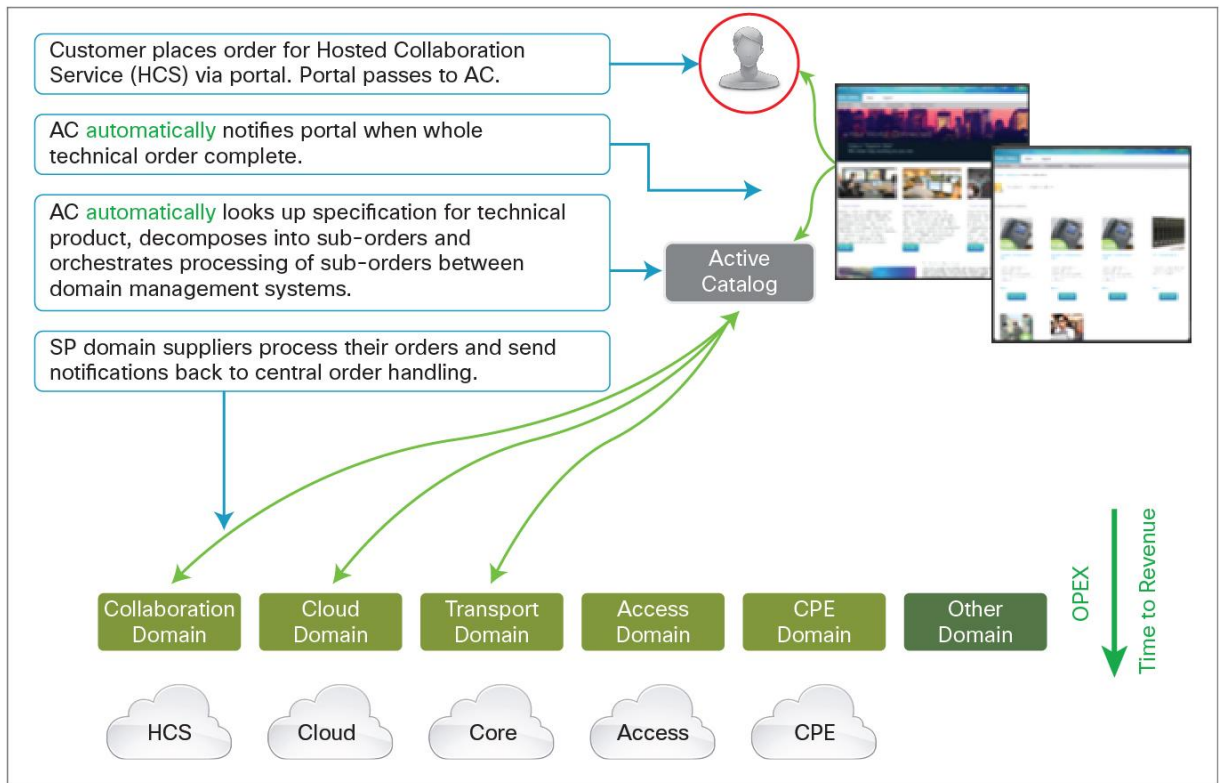 Customer places order for Hosted Collaboration
Service (HCS) via portal. Portal passes to AC.
AC automatically notifies portal when whole
technical order complete.
AC automatically looks up specification for technical
product, decomposes into sub-orders and
orchestrates processing of sub-orders between
domain management systems.
SP domain suppliers process their orders and send
notifications back to central order handling.
Active
Catalog
Collaboration
Domain
Cloud
Domain
Transport
Domain
Access
Domain
CPE
Domain
Other
Domain
OPEX
Time to Revenue
HCS
Cloud
Core
Access
CPE